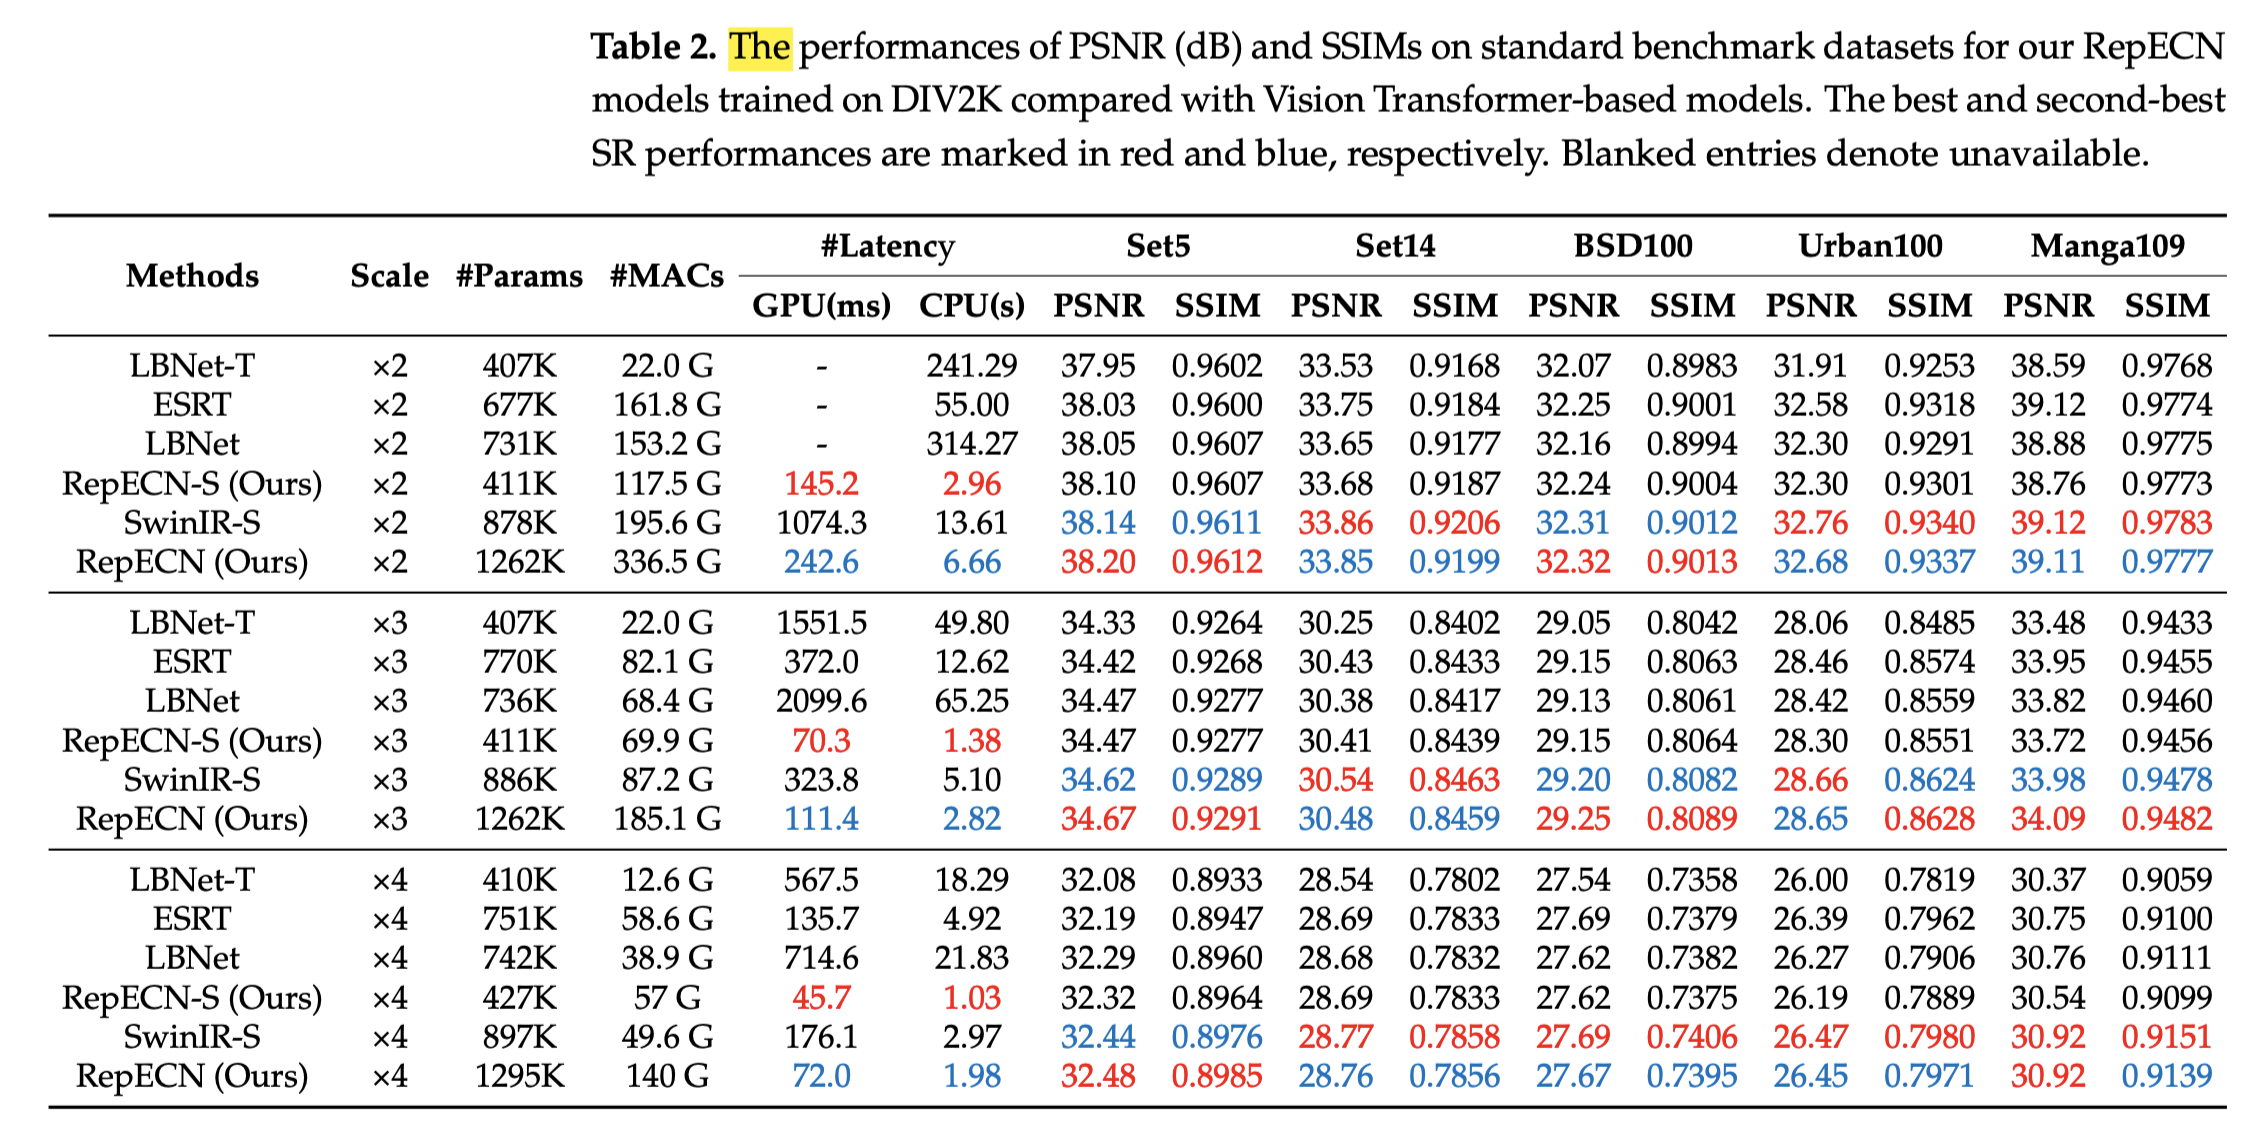 Table 2. The performances of PSNR (dB) and SSIMs on standard benchmark datasets for our RepECN
models trained on DIV2K compared with Vision Transformer-based models. The best and second-best
SR performances are marked in red and blue, respectively. Blanked entries denote unavailable.
Methods Scale #Params #MACs #Latency Set5 Set14 BSD100 Urban100 Manga109
GPU(ms) CPU(s) PSNR SSIM PSNR SSIM PSNR SSIM PSNR SSIM PSNR SSIM
LBNet-T ×2 407K 22.0 G - 241.29 37.95 0.9602 33.53 0.9168 32.07 0.8983 31.91 0.9253 38.59 0.9768
ESRT ×2 677K 161.8 G - 55.00 38.03 0.9600 33.75 0.9184 32.25 0.9001 32.58 0.9318 39.12 0.9774
LBNet ×2 731K 153.2 G - 314.27 38.05 0.9607 33.65 0.9177 32.16 0.8994 32.30 0.9291 38.88 0.9775
RepECN-S (Ours) ×2 411K 117.5 G 145.2 2.96 38.10 0.9607 33.68 0.9187 32.24 0.9004 32.30 0.9301 38.76 0.9773
SwinIR-S ×2 878K 195.6 G 1074.3 13.61 38.14 0.9611 33.86 0.9206 32.31 0.9012 32.76 0.9340 39.12 0.9783
RepECN (Ours) ×2 1262K 336.5 G 242.6 6.66 38.20 0.9612 33.85 0.9199 32.32 0.9013 32.68 0.9337 39.11 0.9777
LBNet-T ×3 407K 22.0 G 1551.5 49.80 34.33 0.9264 30.25 0.8402 29.05 0.8042 28.06 0.8485 33.48 0.9433
ESRT ×3 770K 82.1 G 372.0 12.62 34.42 0.9268 30.43 0.8433 29.15 0.8063 28.46 0.8574 33.95 0.9455
LBNet ×3 736K 68.4 G 2099.6 65.25 34.47 0.9277 30.38 0.8417 29.13 0.8061 28.42 0.8559 33.82 0.9460
RepECN-S (Ours) ×3 411K 69.9 G 70.3 1.38 34.47 0.9277 30.41 0.8439 29.15 0.8064 28.30 0.8551 33.72 0.9456
SwinIR-S ×3 886K 87.2 G 323.8 5.10 34.62 0.9289 30.54 0.8463 29.20 0.8082 28.66 0.8624 33.98 0.9478
RepECN (Ours) ×3 1262K 185.1 G 111.4 2.82 34.67 0.9291 30.48 0.8459 29.25 0.8089 28.65 0.8628 34.09 0.9482
LBNet-T ×4 410K 12.6 G 567.5 18.29 32.08 0.8933 28.54 0.7802 27.54 0.7358 26.00 0.7819 30.37 0.9059
ESRT ×4 751K 58.6 G 135.7 4.92 32.19 0.8947 28.69 0.7833 27.69 0.7379 26.39 0.7962 30.75 0.9100
LBNet ×4 742K 38.9 G 714.6 21.83 32.29 0.8960 28.68 0.7832 27.62 0.7382 26.27 0.7906 30.76 0.9111
RepECN-S (Ours) ×4 427K 57 G 45.7 1.03 32.32 0.8964 28.69 0.7833 27.62 0.7375 26.19 0.7889 30.54 0.9099
SwinIR-S ×4 897K 49.6 G 176.1 2.97 32.44 0.8976 28.77 0.7858 27.69 0.7406 26.47 0.7980 30.92 0.9151
RepECN (Ours) ×4 1295K 140 G 72.0 1.98 32.48 0.8985 28.76 0.7856 27.67 0.7395 26.45 0.7971 30.92 0.9139